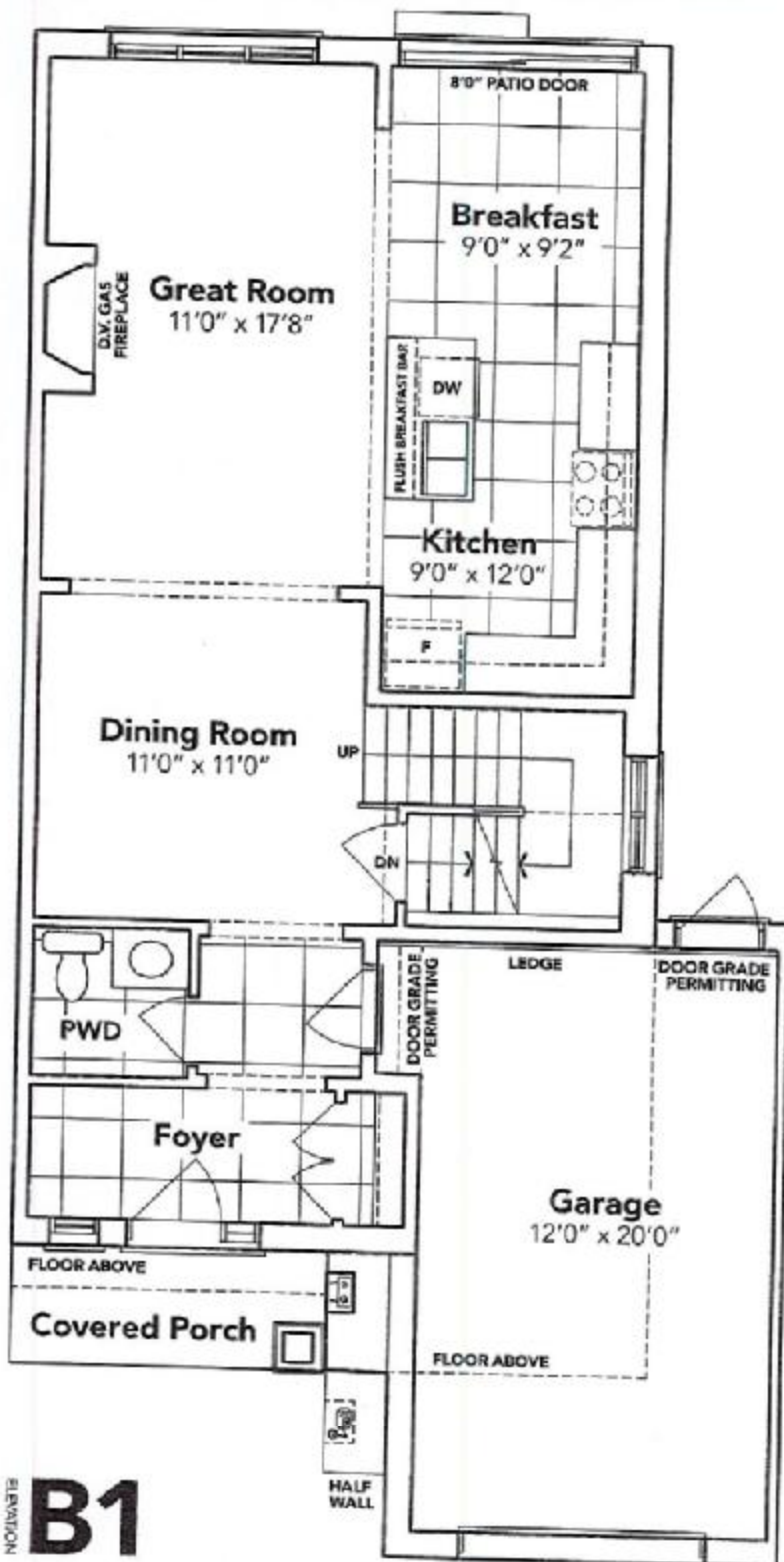 8'0" PATIO DOOR
Breakfast
9'0" x 9'2"
Great Room
11'0" x 17'8"
D.V. GAS
FIREPLACE
FLUSH BREAKFAST BAR
DW
Kitchen
9'0" x 12'0"
F
Dining Room
11'0" x 11'0"
UP
DN
LEDGE
DOOR GRADE
PERMITTING
DOOR GRADE
PERMITTING
PWD
Foyer
Garage
12'0" x 20'0"
FLOOR ABOVE
Covered Porch
FLOOR ABOVE
HALF
WALL
ELEVATION
B1